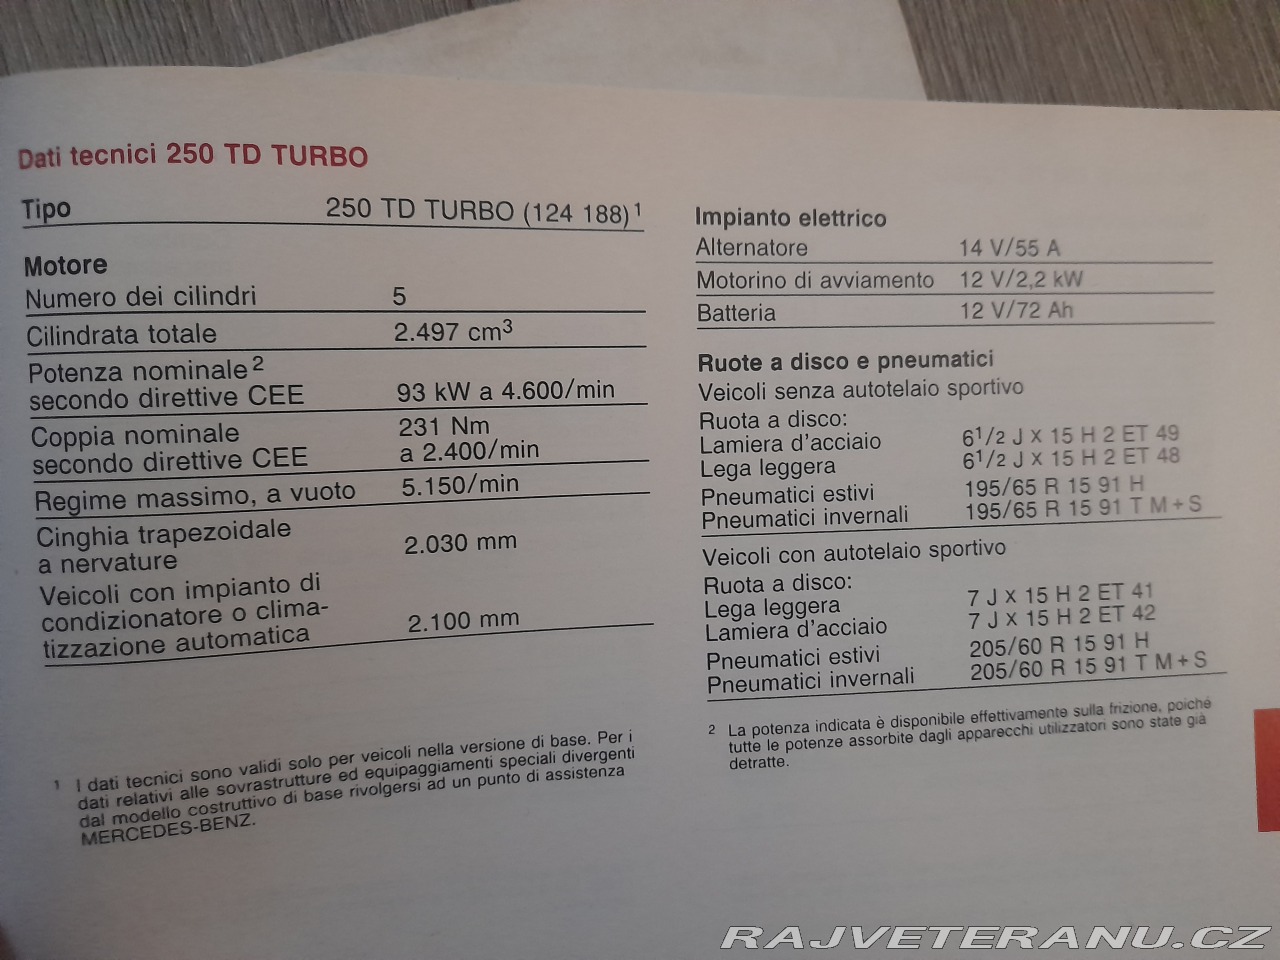 Dati tecnici 250 TD TURBO
Tipo 250 TD TURBO (124 188)¹
Motore
Numero dei cilindri 5
Cilindrata totale 2.497 cm³
Potenza nominale²
secondo direttive CEE 93 kW a 4.600/min
Coppia nominale 231 Nm
secondo direttive CEE a 2.400/min
Regime massimo, a vuoto 5.150/min
Cinghia trapezoidale
a nervature 2.030 mm
Veicoli con impianto di
condizionatore o clima-
tizzazione automatica 2.100 mm
¹ I dati tecnici sono validi solo per veicoli nella versione di base. Per i
dati relativi alle sovrastrutture ed equipaggiamenti speciali divergenti
dal modello costruttivo di base rivolgersi ad un punto di assistenza
MERCEDES-BENZ.
Impianto elettrico
Alternatore 14 V/55 A
Motorino di avviamento 12 V/2,2 kW
Batteria 12 V/72 Ah
Ruote a disco e pneumatici
Veicoli senza autotelaio sportivo
Ruota a disco:
Lamiera d'acciaio 6¹/2 J X 15 H 2 ET 49
Lega leggera 6¹/2 J X 15 H 2 ET 48
Pneumatici estivi 195/65 R 15 91 H
Pneumatici invernali 195/65 R 15 91 T M+S
Veicoli con autotelaio sportivo
Ruota a disco:
Lega leggera 7 J X 15 H 2 ET 41
Lamiera d'acciaio 7 J X 15 H 2 ET 42
Pneumatici estivi 205/60 R 15 91 H
Pneumatici invernali 205/60 R 15 91 T M+S
² La potenza indicata è disponibile effettivamente sulla frizione, poiché
tutte le potenze assorbite dagli apparecchi utilizzatori sono state già
detratte.
RAJVETERANU.CZ